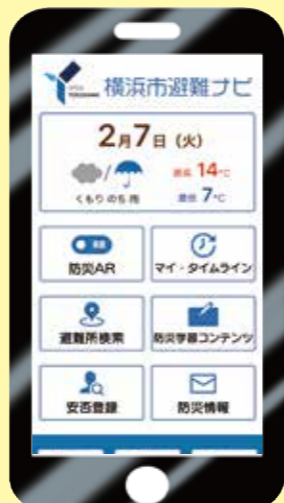 横浜市避難ナビ
2月7日（火）
最高 14℃
くもりのち雨 最低 7℃
防災AR マイ・タイムライン
避難所検索 防災学習コンテンツ
安否登録 防災情報